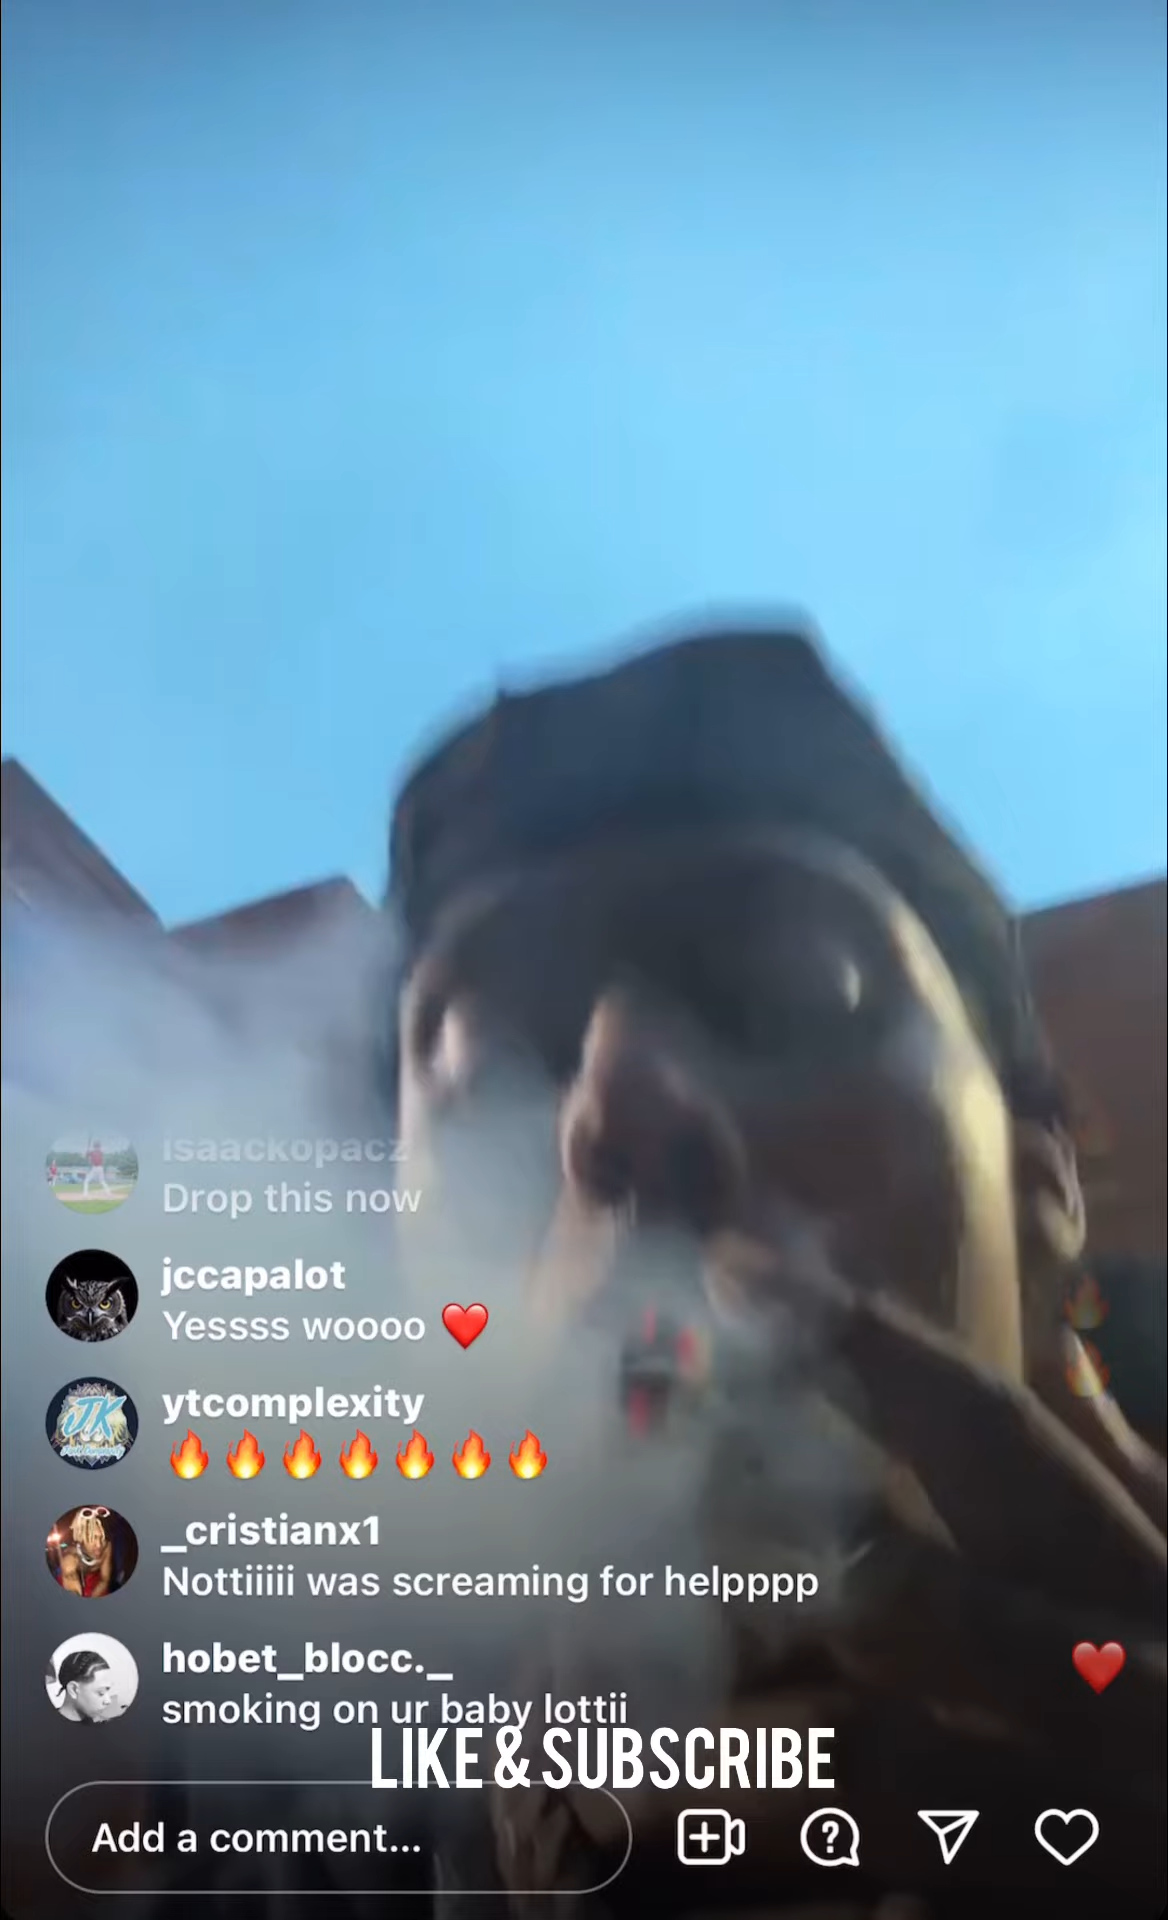 isaackopacz
Drop this now
jccapalot
Yessss woooo ❤️
ytcomplexity
🔥🔥🔥🔥🔥🔥🔥
_cristianx1
Nottiiiii was screaming for helpppp
hobet_blocc._
smoking on ur baby lottii
LIKE & SUBSCRIBE
Add a comment...